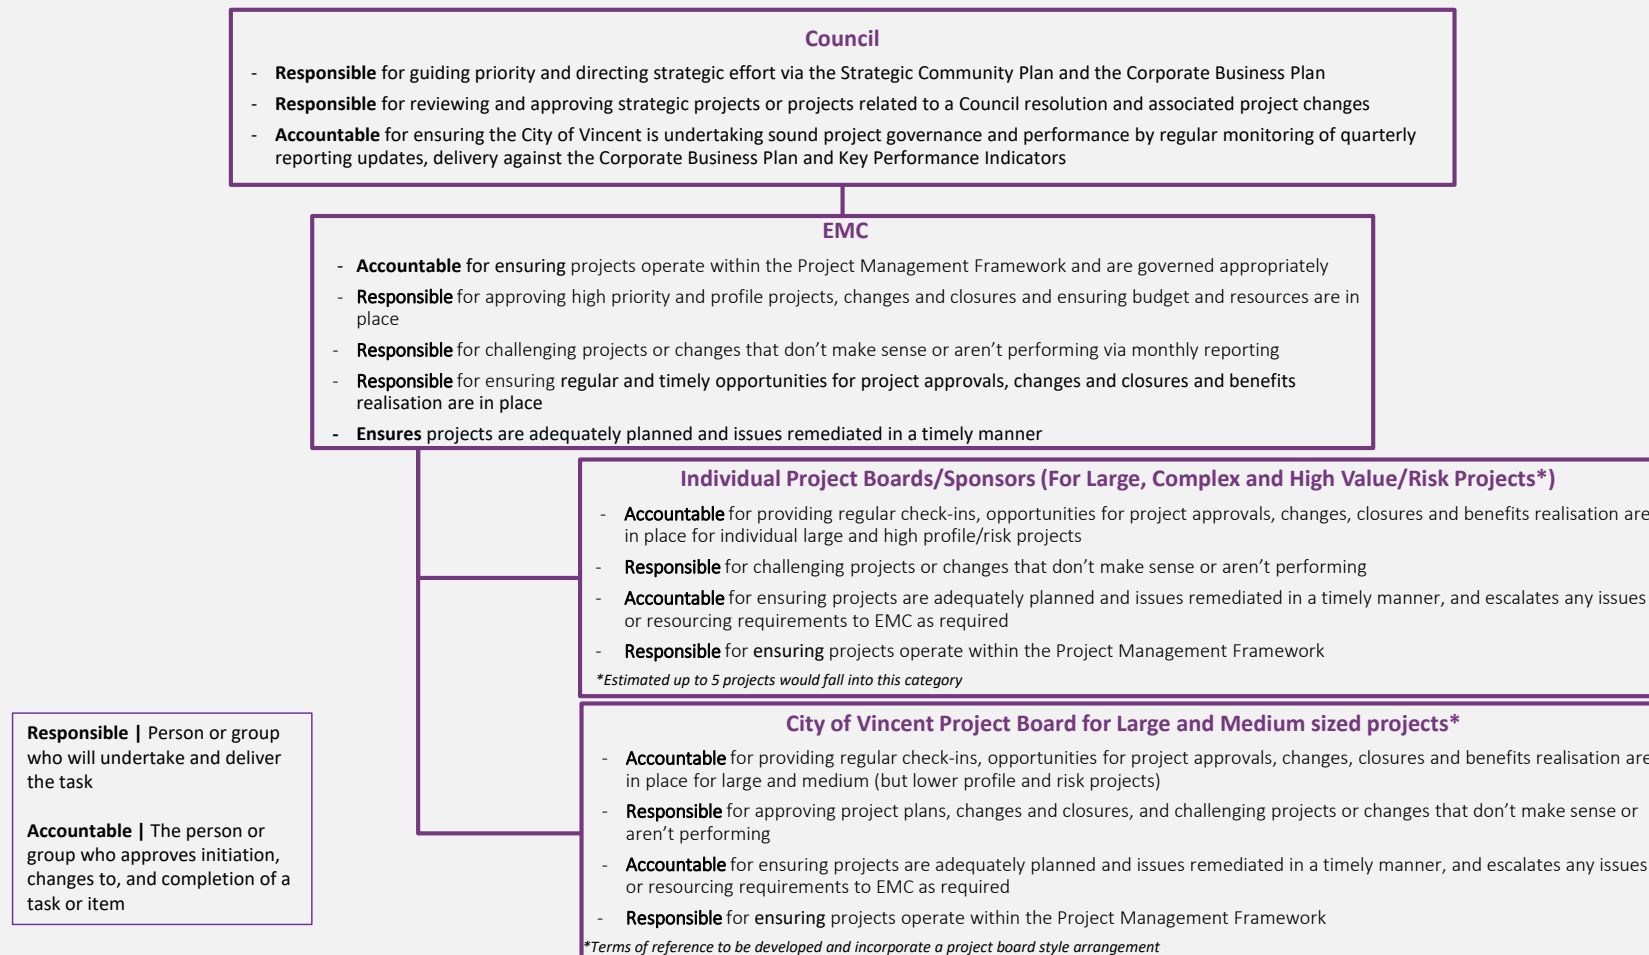 Council
- Responsible for guiding priority and directing strategic effort via the Strategic Community Plan and the Corporate Business Plan
- Responsible for reviewing and approving strategic projects or projects related to a Council resolution and associated project changes
- Accountable for ensuring the City of Vincent is undertaking sound project governance and performance by regular monitoring of quarterly
reporting updates, delivery against the Corporate Business Plan and Key Performance Indicators
EMC
- Accountable for ensuring projects operate within the Project Management Framework and are governed appropriately
- Responsible for approving high priority and profile projects, changes and closures and ensuring budget and resources are in
place
- Responsible for challenging projects or changes that don't make sense or aren't performing via monthly reporting
- Responsible for ensuring regular and timely opportunities for project approvals, changes and closures and benefits
realisation are in place
- Ensures projects are adequately planned and issues remediated in a timely manner
Individual Project Boards/Sponsors (For Large, Complex and High Value/Risk Projects*)
- Accountable for providing regular check-ins, opportunities for project approvals, changes, closures and benefits realisation are
in place for individual large and high profile/risk projects
- Responsible for challenging projects or changes that don't make sense or aren't performing
- Accountable for ensuring projects are adequately planned and issues remediated in a timely manner, and escalates any issues
or resourcing requirements to EMC as required
- Responsible for ensuring projects operate within the Project Management Framework
*Estimated up to 5 projects would fall into this category
City of Vincent Project Board for Large and Medium sized projects*
- Accountable for providing regular check-ins, opportunities for project approvals, changes, closures and benefits realisation are
in place for large and medium (but lower profile and risk projects)
- Responsible for approving project plans, changes and closures, and challenging projects or changes that don't make sense or
aren't performing
- Accountable for ensuring projects are adequately planned and issues remediated in a timely manner, and escalates any issues
or resourcing requirements to EMC as required
- Responsible for ensuring projects operate within the Project Management Framework
*Terms of reference to be developed and incorporate a project board style arrangement
Responsible | Person or group
who will undertake and deliver
the task
Accountable | The person or
group who approves initiation,
changes to, and completion of a
task or item